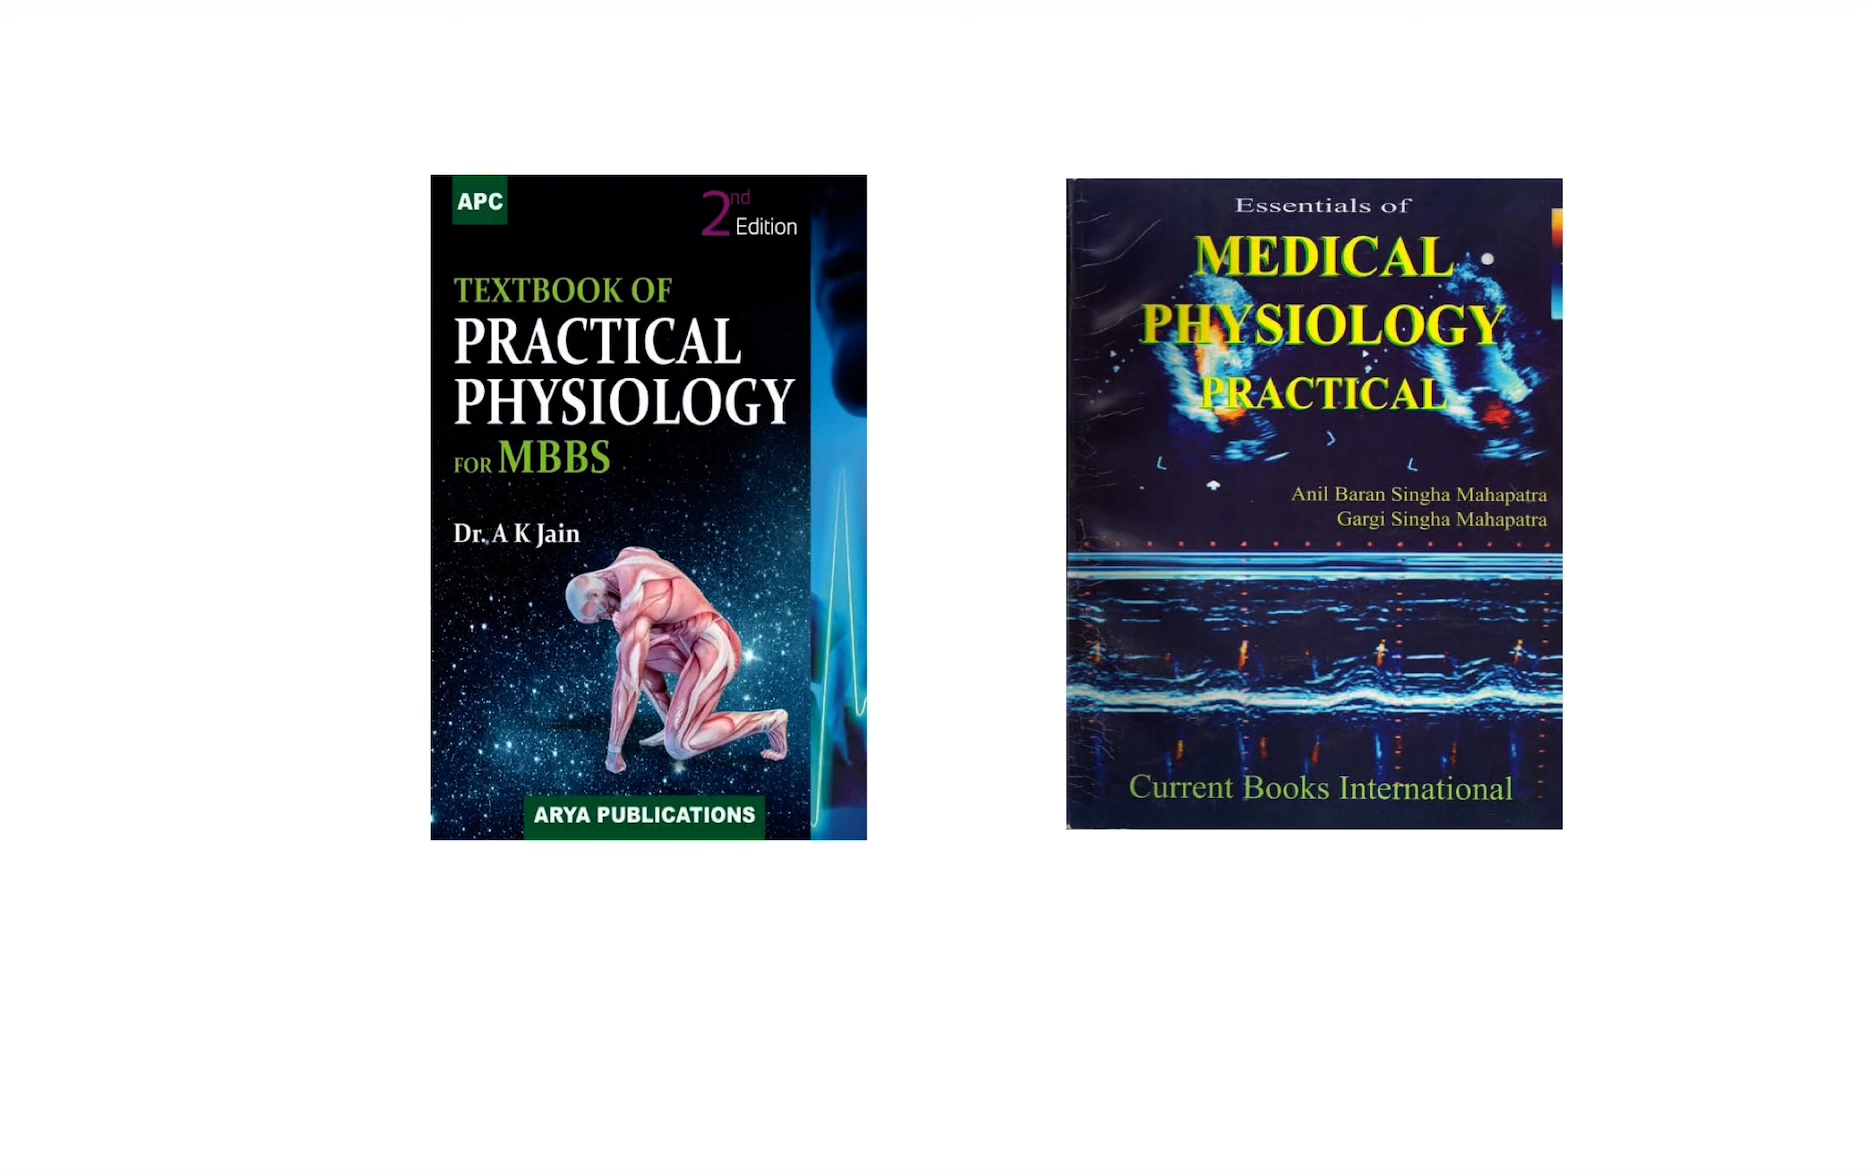 APC
2nd
Edition
TEXTBOOK OF
PRACTICAL
PHYSIOLOGY
FOR MBBS
Dr. A K Jain
ARYA PUBLICATIONS
Essentials of
MEDICAL
PHYSIOLOGY
PRACTICAL
Anil Baran Singha Mahapatra
Gargi Singha Mahapatra
Current Books International